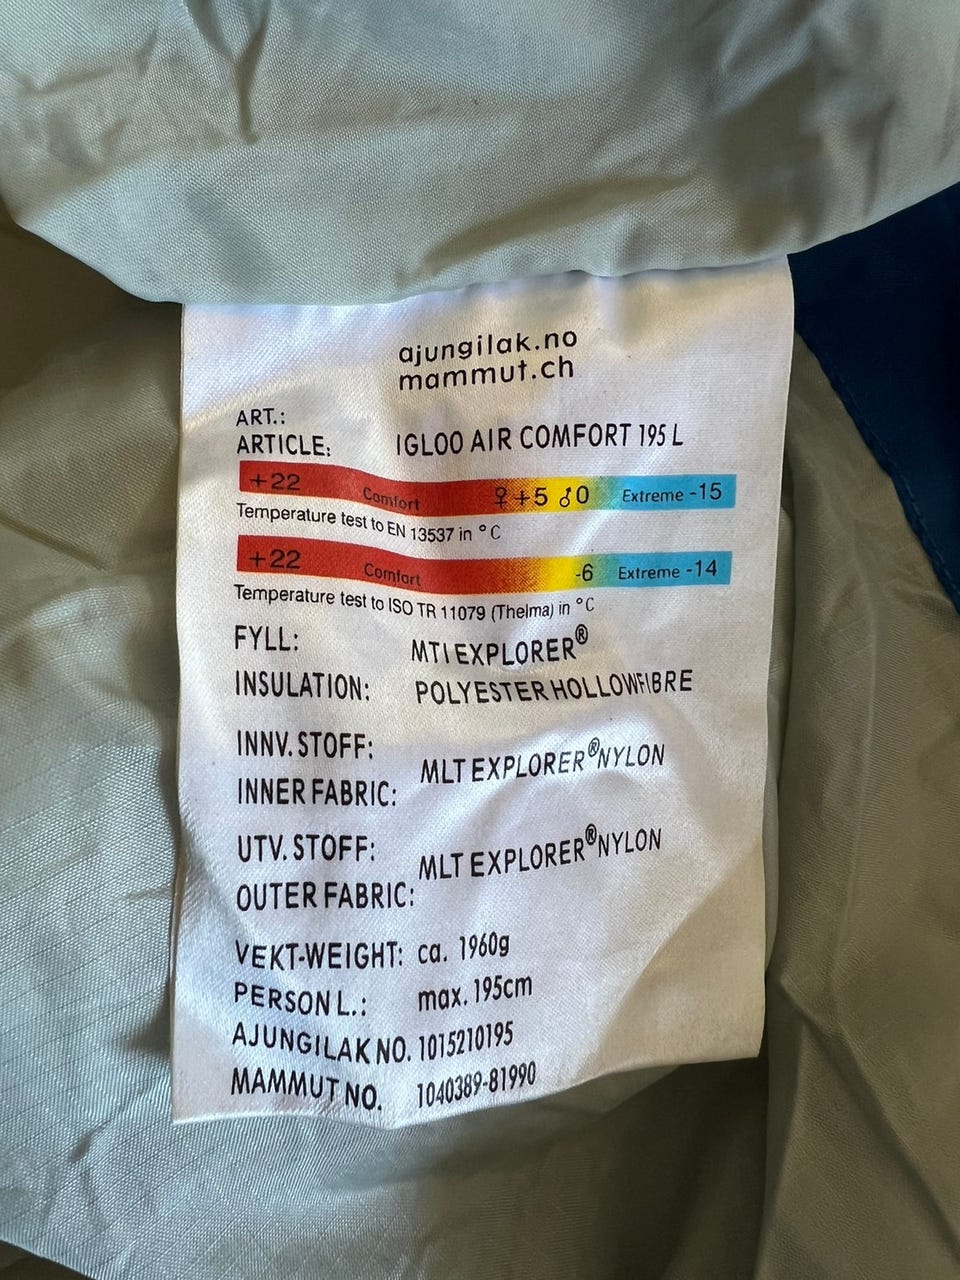 ajungilak.no
mammut.ch
ART.:
ARTICLE: IGLOO AIR COMFORT 195 L
+22 Comfort ♀+5 ♂0 Extreme -15
Temperature test to EN 13537 in °C
+22 Comfort -6 Extreme -14
Temperature test to ISO TR 11079 (Thelma) in °C
FYLL: MTI EXPLORER®
INSULATION: POLYESTER HOLLOWFIBRE
INNV. STOFF:
MLT EXPLORER® NYLON
INNER FABRIC:
UTV. STOFF:
MLT EXPLORER® NYLON
OUTER FABRIC:
VEKT-WEIGHT: ca. 1960g
PERSON L.: max. 195cm
AJUNGILAK NO. 1015210195
MAMMUT NO. 1040389-81990